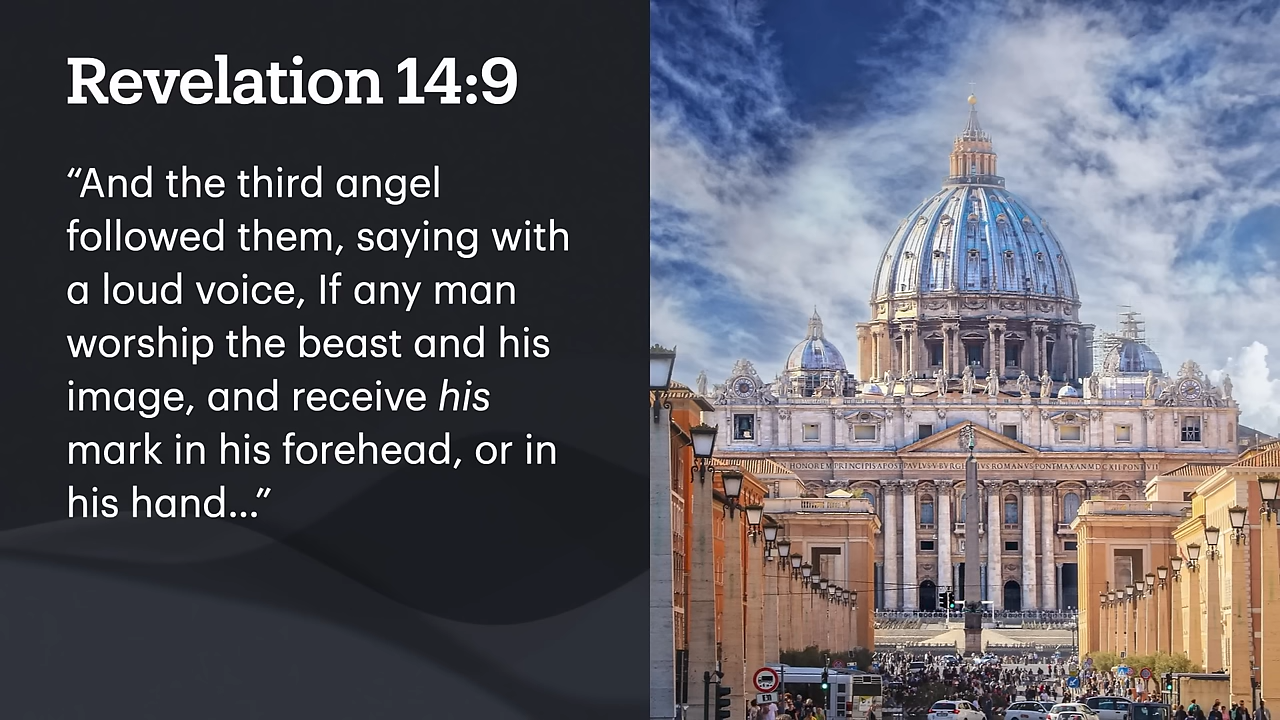 Revelation 14:9
“And the third angel
followed them, saying with
a loud voice, If any man
worship the beast and his
image, and receive his
mark in his forehead, or in
his hand...”